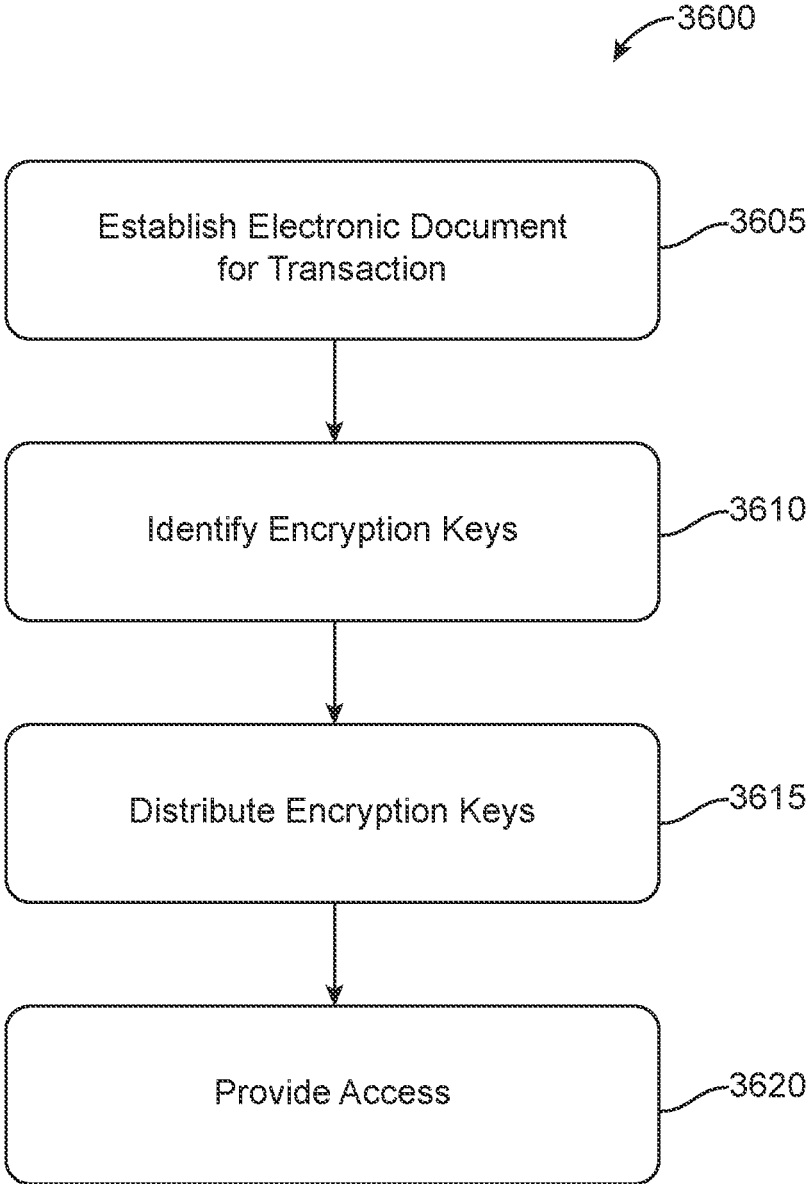 3600
Establish Electronic Document
for Transaction
3605
Identify Encryption Keys
3610
Distribute Encryption Keys
3615
Provide Access
3620